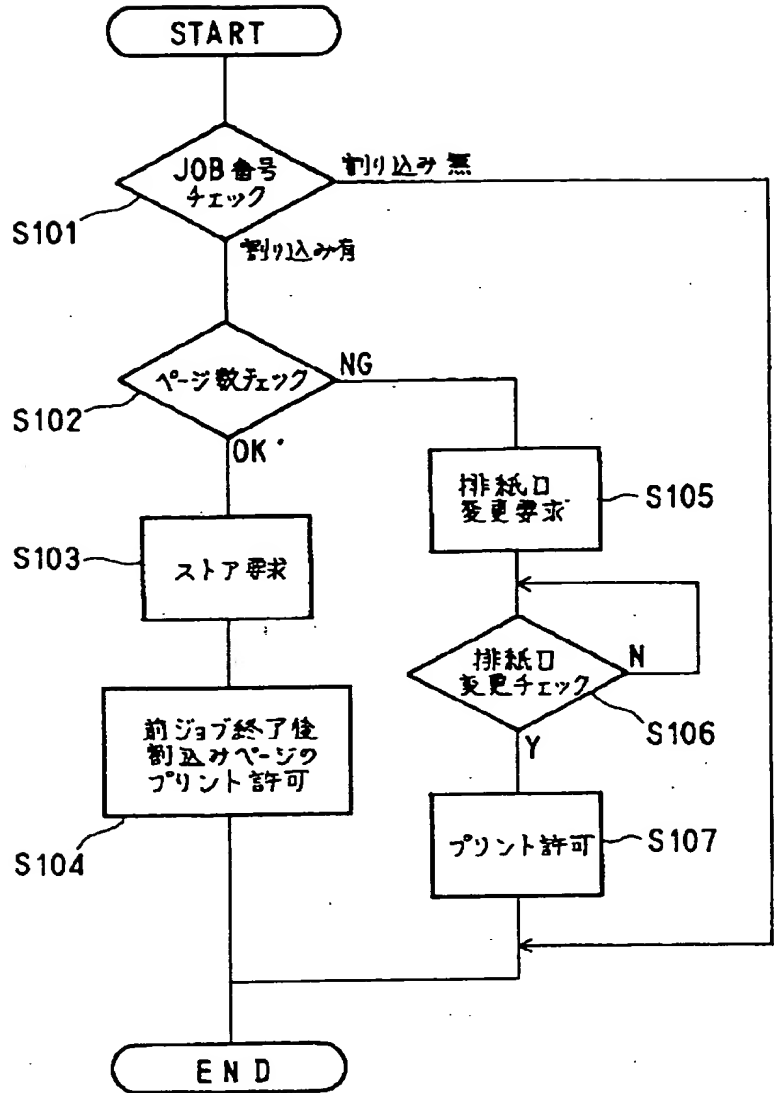 START
JOB番号
チェック
割り込み無
S101
割り込み有
ページ数チェック
NG
S102
OK
排紙口
変更要求
S105
S103
ストア要求
排紙口
変更チェック
N
S106
前ジョブ終了後
割込みページの
プリント許可
Y
S104
プリント許可
S107
END